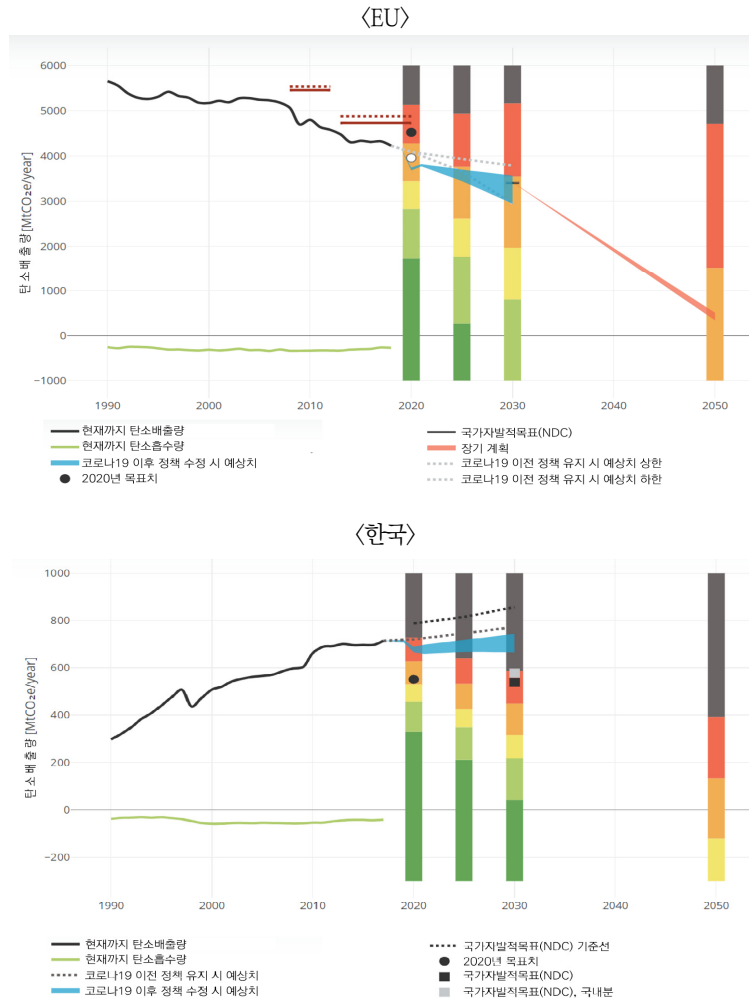 〈EU〉
6000
5000
4000
3000
2000
1000
0
−1000
탄소배출량[MtCO₂e/year]
1990
2000
2010
2020
2030
2040
2050
현재까지 탄소배출량
현재까지 탄소흡수량
코로나19 이후 정책 수정 시 예상치
2020년 목표치
국가자발적목표(NDC)
장기 계획
코로나19 이전 정책 유지 시 예상치 상한
코로나19 이전 정책 유지 시 예상치 하한
〈한국〉
1000
800
600
400
200
0
−200
탄소배출량[MtCO₂e/year]
1990
2000
2010
2020
2030
2040
2050
현재까지 탄소배출량
현재까지 탄소흡수량
코로나19 이전 정책 유지 시 예상치
코로나19 이후 정책 수정 시 예상치
국가자발적목표(NDC) 기준선
2020년 목표치
국가자발적목표(NDC)
국가자발적목표(NDC), 국내분